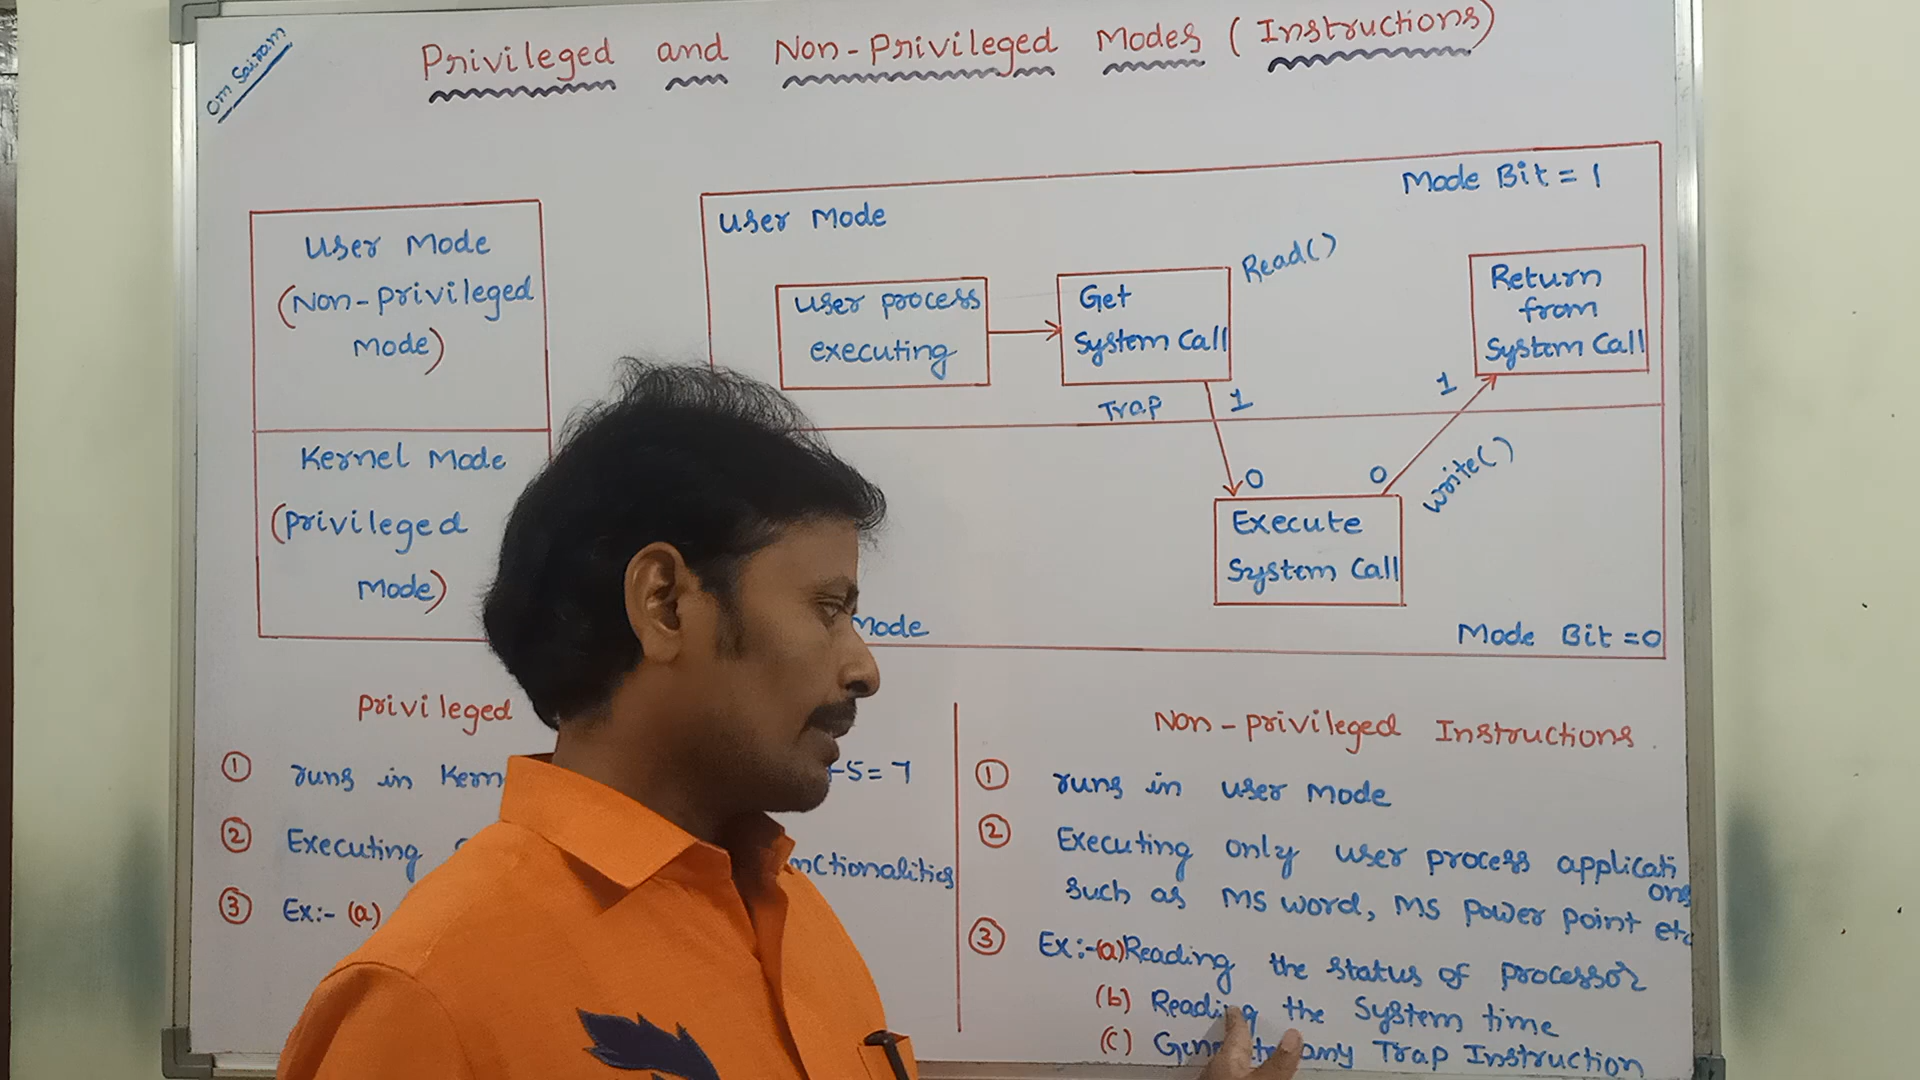 Om Sairam
Privileged and Non-Privileged Modes (Instructions)
User Mode
(Non-privileged
Mode)
Kernel Mode
(privileged
Mode)
User Mode
Mode Bit = 1
User process
executing
Get
System Call
Read()
Return
from
System Call
Trap
1
1
0
0
Write()
Execute
System Call
Mode
Mode Bit = 0
Privileged
① runs in
-5 = 7
② Executing
③ Ex:- (a)
Non-privileged Instructions
① runs in user mode
② Executing only user process applications
such as MS word, MS power point etc
③ Ex:-(a) Reading the status of processor
(b) Reading the System time
(c) any Trap Instruction